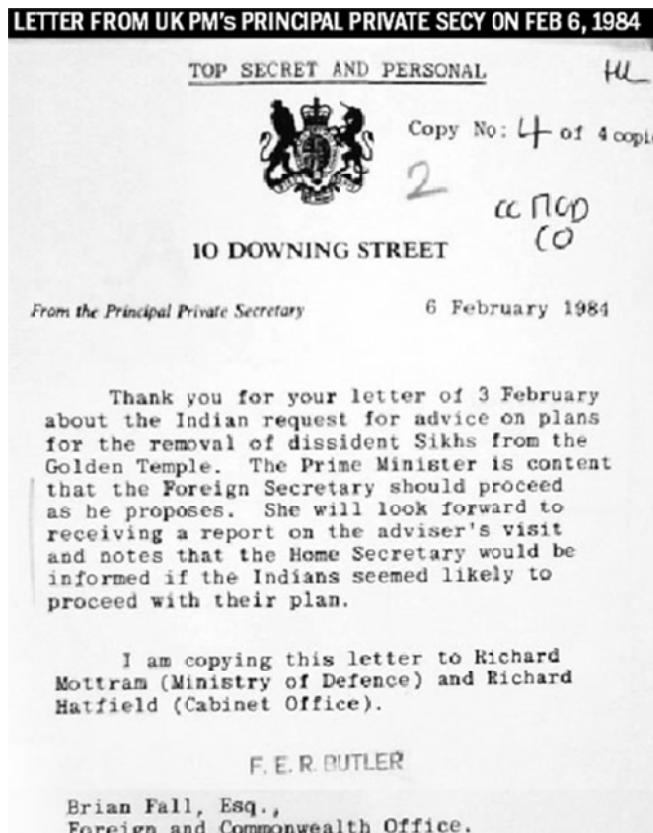 LETTER FROM UK PM's PRINCIPAL PRIVATE SECY ON FEB 6, 1984
TOP SECRET AND PERSONAL
Copy No: 4 of 4 copi
2
cc MOD
CO
10 DOWNING STREET
From the Principal Private Secretary
6 February 1984
Thank you for your letter of 3 February
about the Indian request for advice on plans
for the removal of dissident Sikhs from the
Golden Temple. The Prime Minister is content
that the Foreign Secretary should proceed
as he proposes. She will look forward to
receiving a report on the adviser's visit
and notes that the Home Secretary would be
informed if the Indians seemed likely to
proceed with their plan.
I am copying this letter to Richard
Mottram (Ministry of Defence) and Richard
Hatfield (Cabinet Office).
F. E. R. BUTLER
Brian Fall, Esq.,
Foreign and Commonwealth Office.